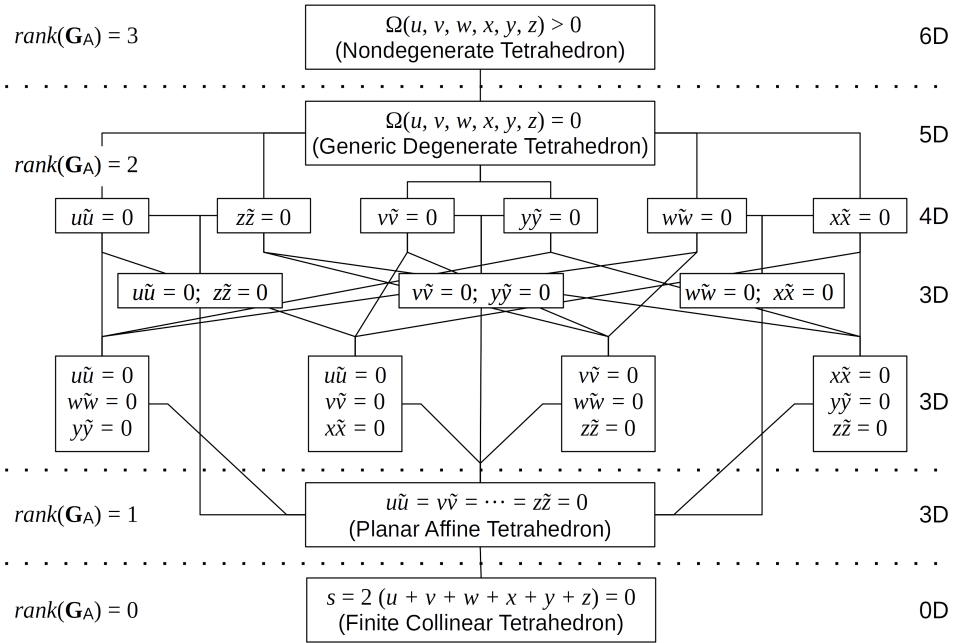 rank(G_A) = 3
Ω(u, v, w, x, y, z) > 0
(Nondegenerate Tetrahedron)
6D
Ω(u, v, w, x, y, z) = 0
(Generic Degenerate Tetrahedron)
5D
rank(G_A) = 2
uũ = 0
zz̃ = 0
vṽ = 0
yỹ = 0
ww̃ = 0
xx̃ = 0
4D
uũ = 0; zz̃ = 0
vṽ = 0; yỹ = 0
ww̃ = 0; xx̃ = 0
3D
uũ = 0
ww̃ = 0
yỹ = 0
uũ = 0
vṽ = 0
xx̃ = 0
vṽ = 0
ww̃ = 0
zz̃ = 0
xx̃ = 0
yỹ = 0
zz̃ = 0
3D
rank(G_A) = 1
uũ = vṽ = ⋯ = zz̃ = 0
(Planar Affine Tetrahedron)
3D
rank(G_A) = 0
s = 2 (u + v + w + x + y + z) = 0
(Finite Collinear Tetrahedron)
0D